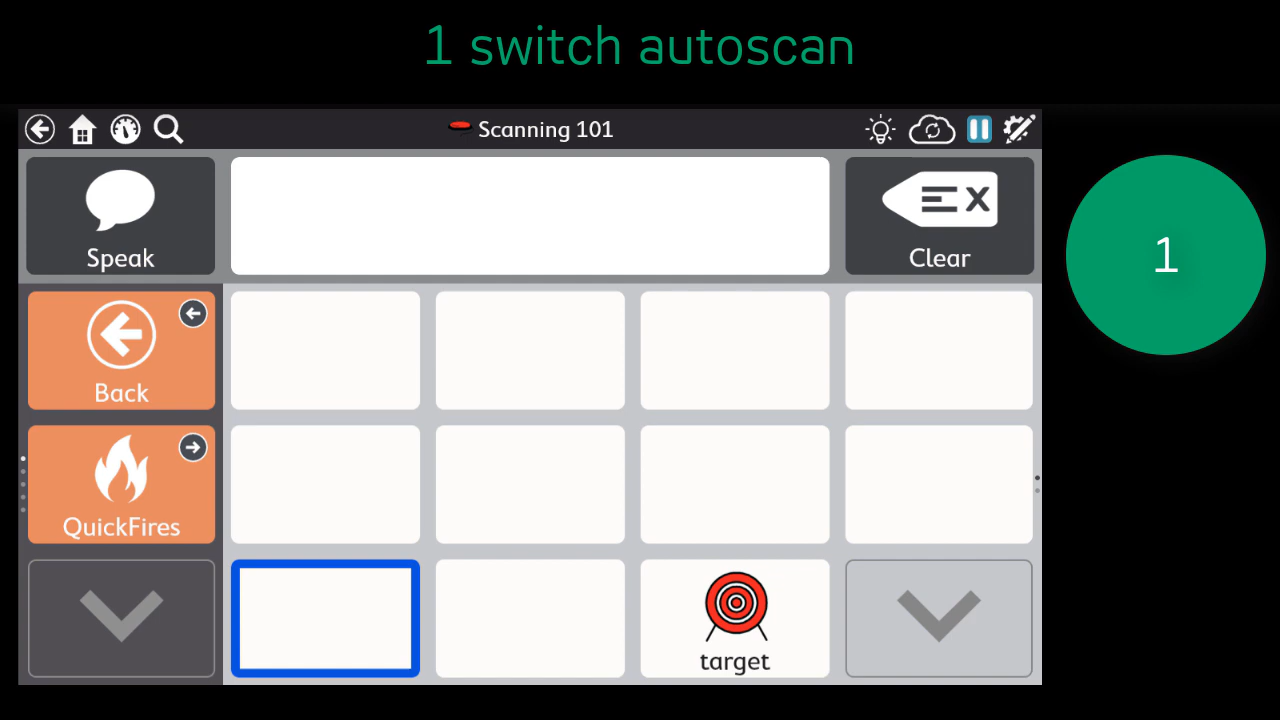 1 switch autoscan
Scanning 101
Speak
Clear
1
Back
QuickFires
target